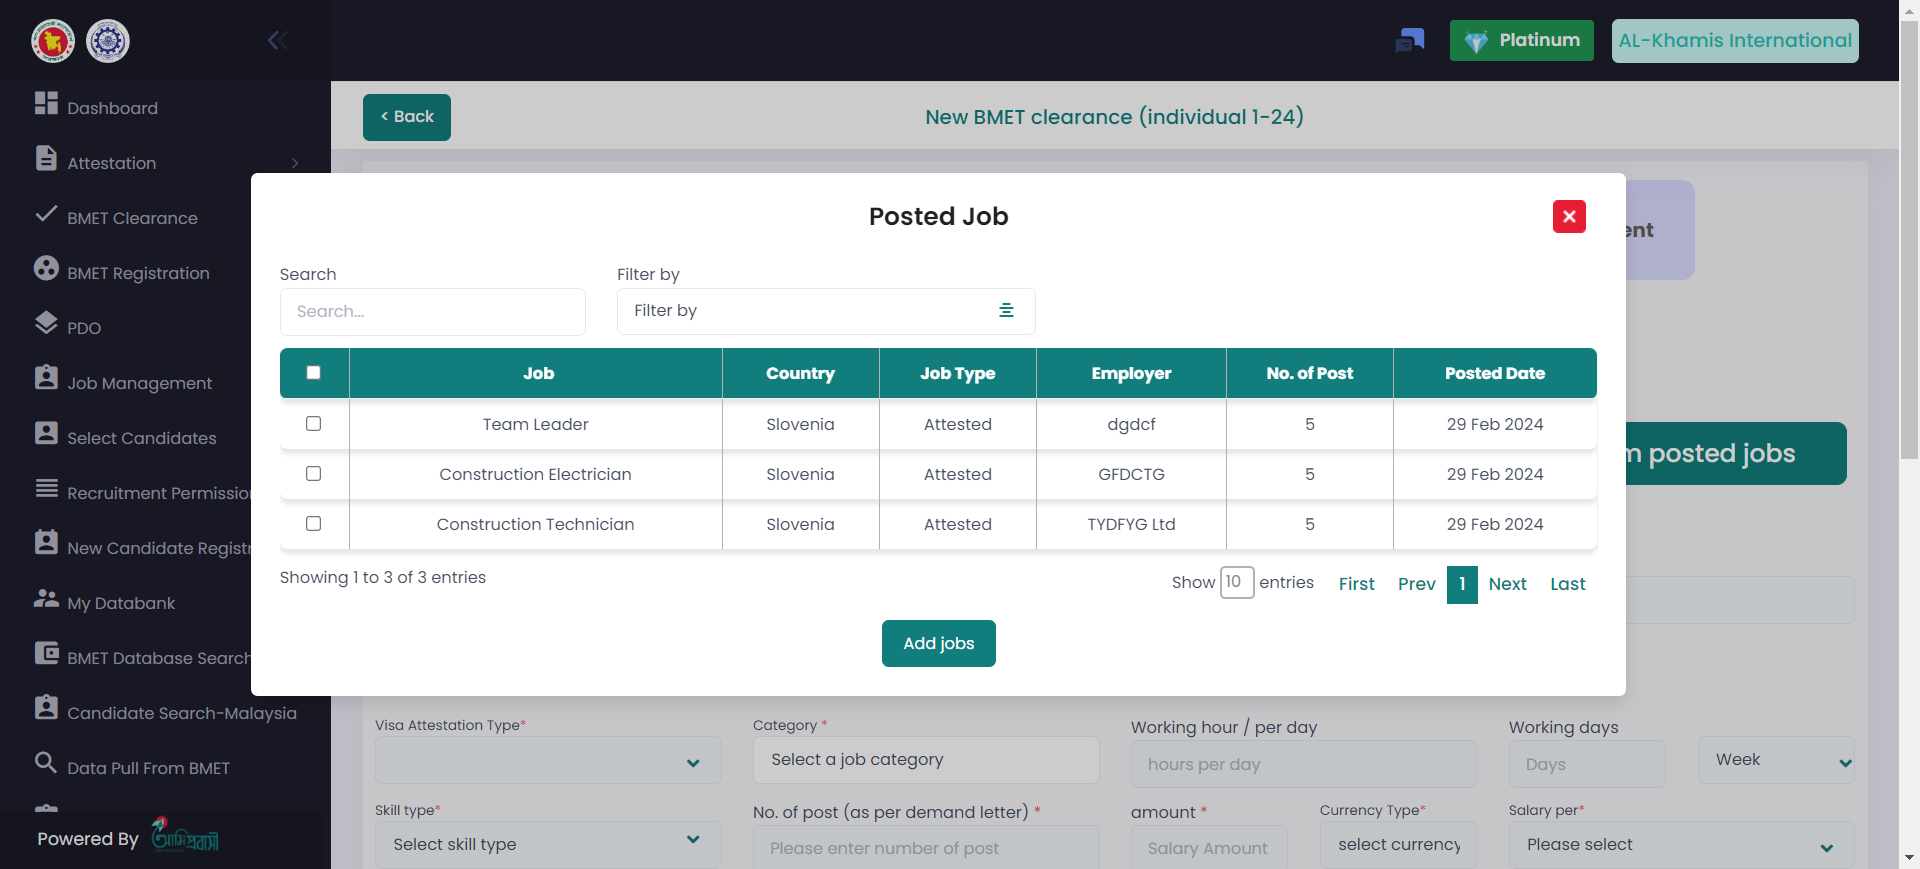 Platinum
AL-Khamis International
Dashboard
Attestation
BMET Clearance
BMET Registration
PDO
Job Management
Select Candidates
Recruitment Permission
New Candidate Registr
My Databank
BMET Database Search
Candidate Search-Malaysia
Data Pull From BMET
Powered By
আমি প্রবাসী
< Back
New BMET clearance (individual 1-24)
ent
m posted jobs
Posted Job
Search
Filter by
Search...
Filter by
Job Country Job Type Employer No. of Post Posted Date
Team Leader Slovenia Attested dgdcf 5 29 Feb 2024
Construction Electrician Slovenia Attested GFDCTG 5 29 Feb 2024
Construction Technician Slovenia Attested TYDFYG Ltd 5 29 Feb 2024
Showing 1 to 3 of 3 entries
Show 10 entries First Prev 1 Next Last
Add jobs
Visa Attestation Type* Category * Working hour / per day Working days
Select a job category hours per day Days Week
Skill type* No. of post (as per demand letter) * amount * Currency Type* Salary per*
Select skill type Please enter number of post Salary Amount select currency Please select